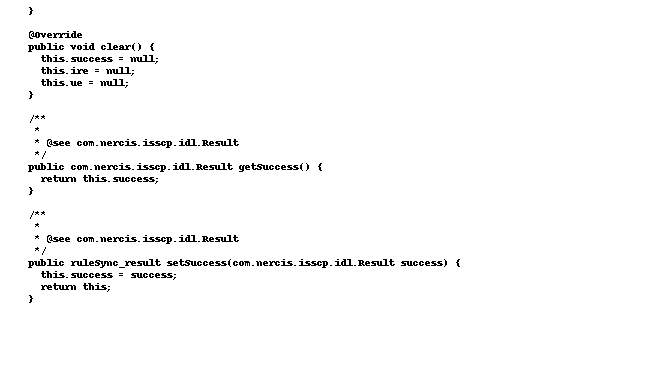 }

@Override
public void clear() {
  this.success = null;
  this.ire = null;
  this.ue = null;
}

/**
 *
 * @see com.nercis.isscp.idl.Result
 */
public com.nercis.isscp.idl.Result getSuccess() {
  return this.success;
}

/**
 *
 * @see com.nercis.isscp.idl.Result
 */
public ruleSync_result setSuccess(com.nercis.isscp.idl.Result success) {
  this.success = success;
  return this;
}